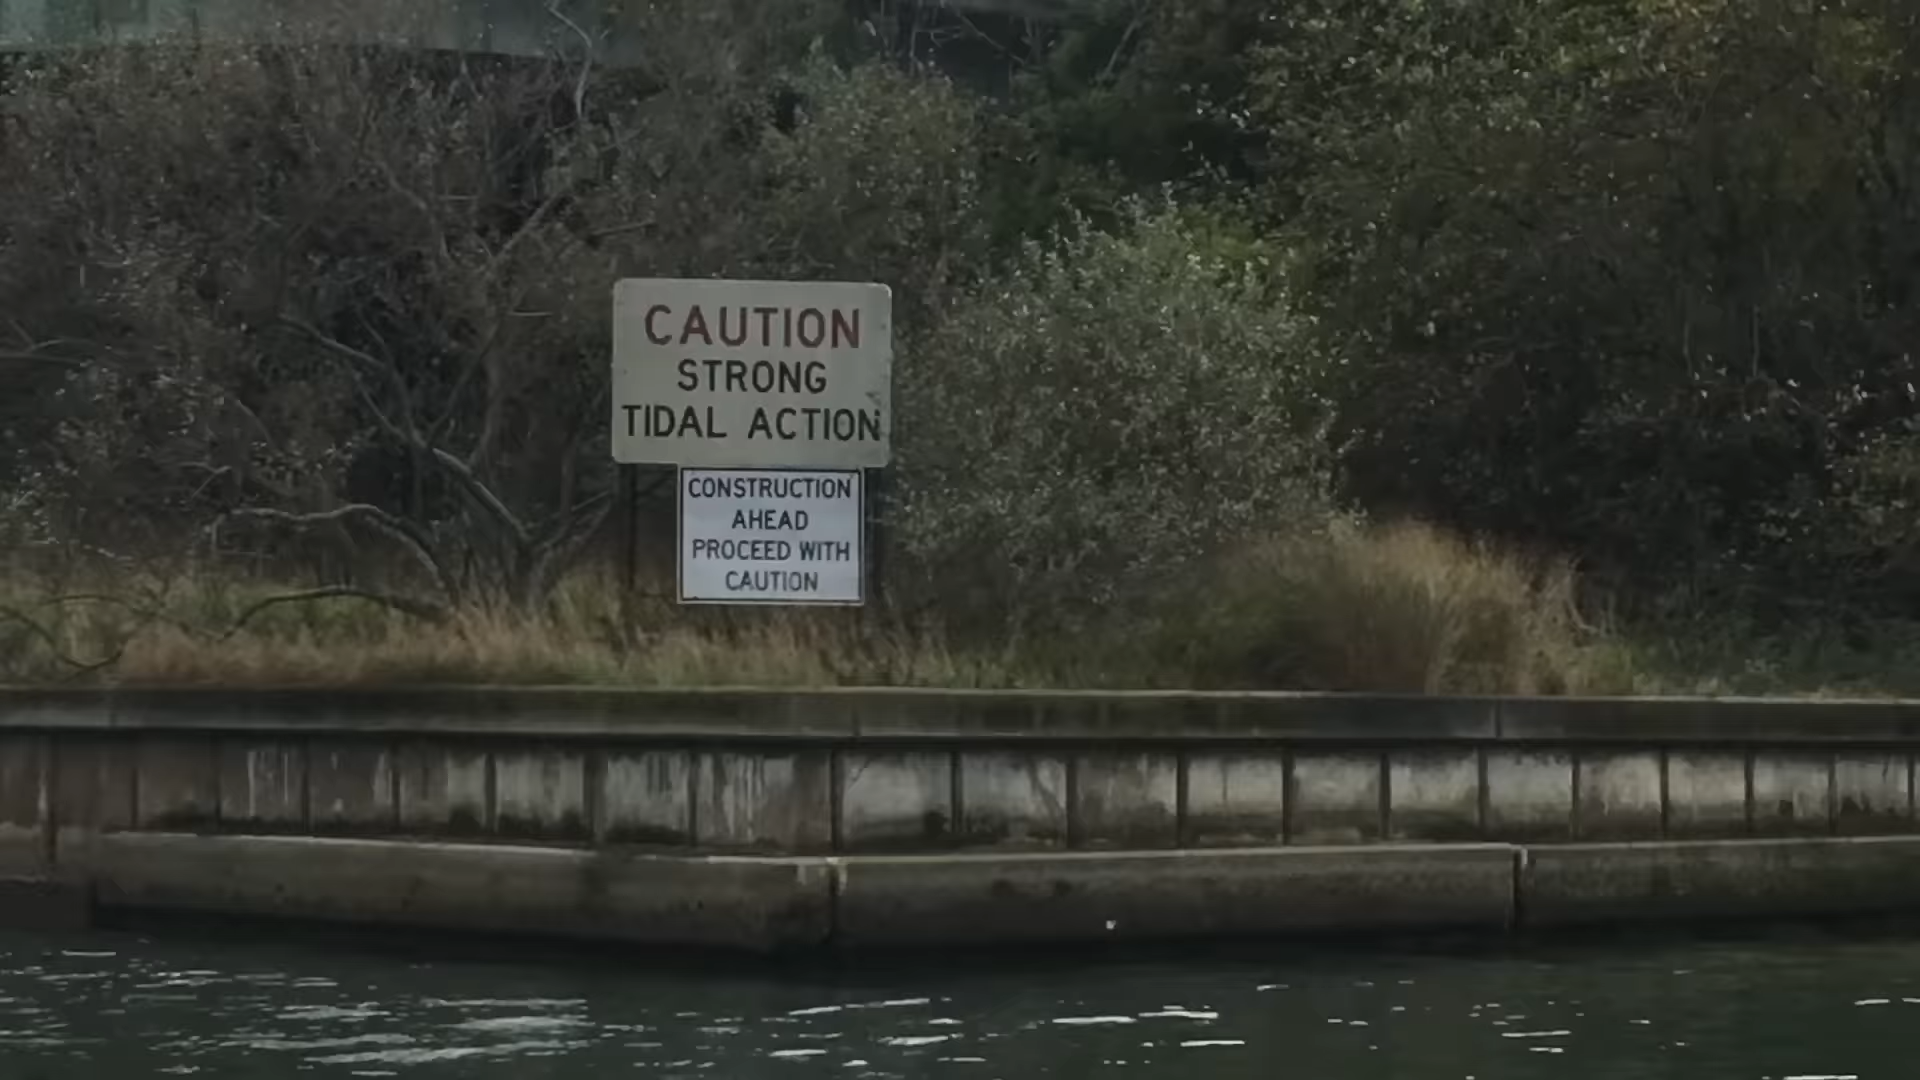 CAUTION
STRONG
TIDAL ACTION
CONSTRUCTION
AHEAD
PROCEED WITH
CAUTION